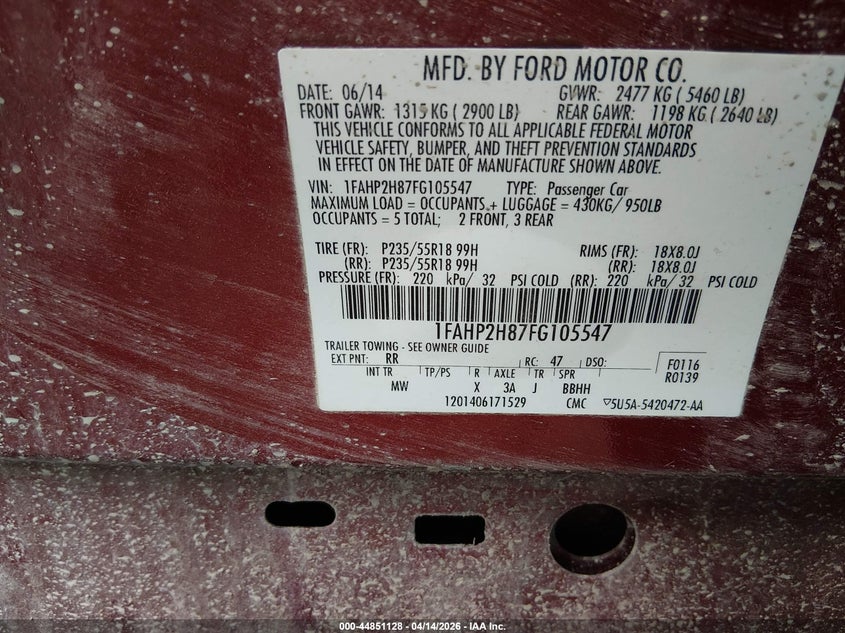 MFD. BY FORD MOTOR CO.
DATE: 06/14 GVWR: 2477 KG ( 5460 LB)
FRONT GAWR: 1315 KG ( 2900 LB) REAR GAWR: 1198 KG ( 2640 LB)
THIS VEHICLE CONFORMS TO ALL APPLICABLE FEDERAL MOTOR
VEHICLE SAFETY, BUMPER, AND THEFT PREVENTION STANDARDS
IN EFFECT ON THE DATE OF MANUFACTURE SHOWN ABOVE.
VIN: 1FAHP2H87FG105547 TYPE: Passenger Car
MAXIMUM LOAD = OCCUPANTS + LUGGAGE = 430KG/ 950LB
OCCUPANTS = 5 TOTAL; 2 FRONT, 3 REAR
TIRE (FR): P235/55R18 99H RIMS (FR): 18X8.0J
(RR): P235/55R18 99H (RR): 18X8.0J
PRESSURE (FR): 220 kPa/ 32 PSI COLD (RR): 220 kPa/ 32 PSI COLD
1FAHP2H87FG105547
TRAILER TOWING - SEE OWNER GUIDE
EXT PNT: RR RC: 47 DSO: F0116
INT TR TP/PS R AXLE TR SPR R0139
MW X 3A J BBHH
1201406171529 CMC ▽5U5A-5420472-AA
000-44851128 - 04/14/2026 - IAA Inc.